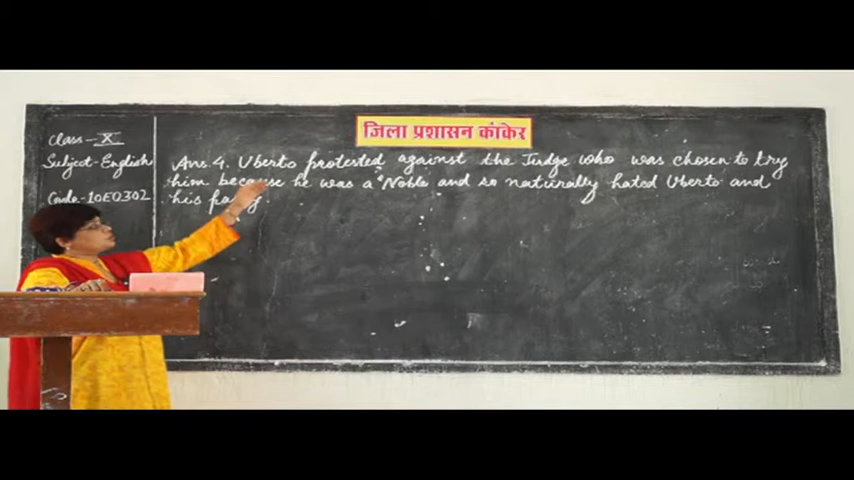 जिला प्रशासन कांकेर
Class - X
Subject - English
Code - 10E0302
Ans. 4. Uberto protested against the Judge who was chosen to try
him because he was a Noble and so naturally hated Uberto and
his party.